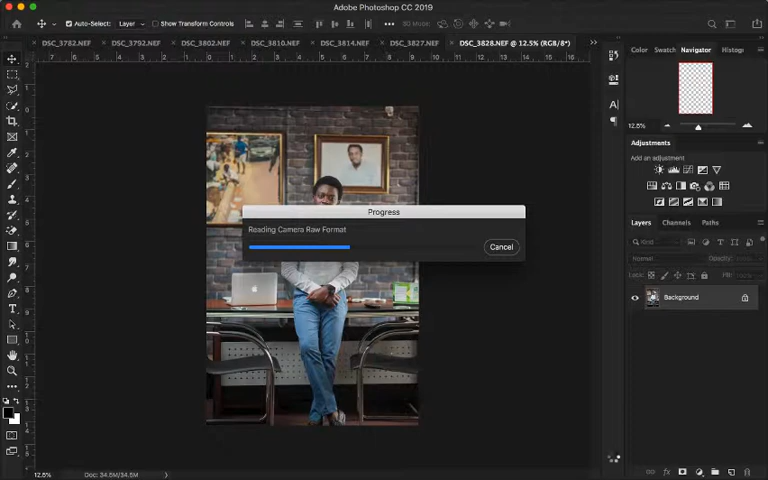 Adobe Photoshop CC 2019
Auto-Select:
Layer
Show Transform Controls
3D Mode
DSC_3782.NEF
DSC_3792.NEF
DSC_3802.NEF
DSC_3810.NEF
DSC_3814.NEF
DSC_3827.NEF
DSC_3828.NEF @ 12.5% (RGB/8*)
Color
Swatch
Navigator
Histog
12.5%
Adjustments
Add an adjustment
Layers
Channels
Paths
Kind
Normal
Opacity:
Lock:
Fill:
Background
Progress
Reading Camera Raw Format
Cancel
12.5%
Doc: 34.5M/34.5M